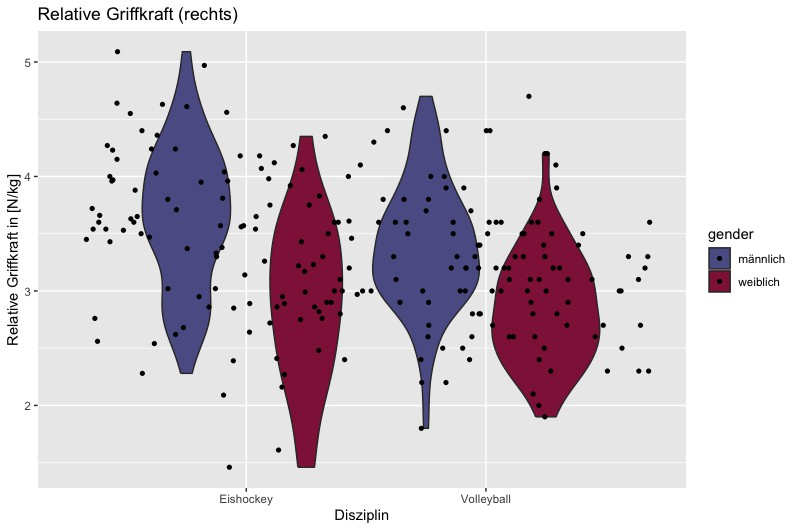 Relative Griffkraft (rechts)
Relative Griffkraft in [N/kg]
5
4
3
2
Eishockey
Volleyball
Disziplin
gender
männlich
weiblich